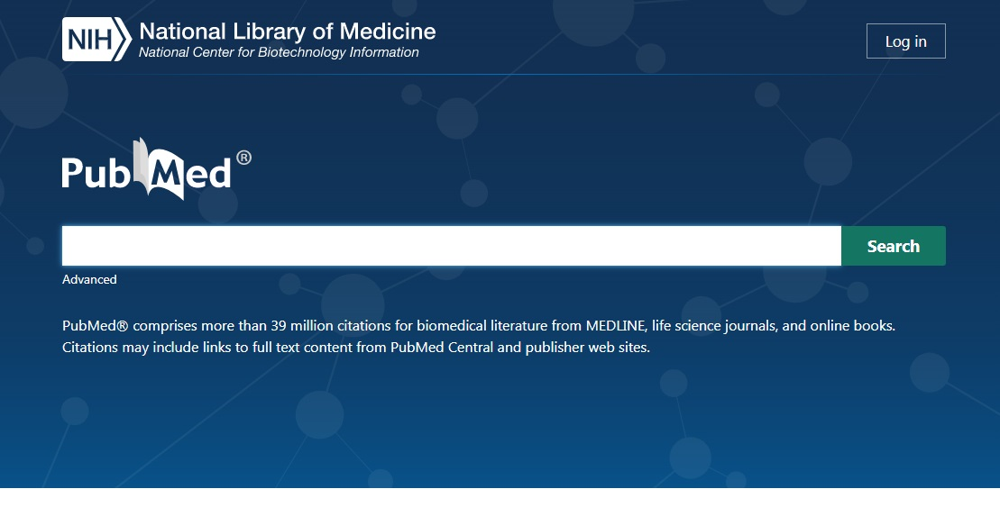 NIH National Library of Medicine
National Center for Biotechnology Information
Log in
PubMed®
Search
Advanced
PubMed® comprises more than 39 million citations for biomedical literature from MEDLINE, life science journals, and online books.
Citations may include links to full text content from PubMed Central and publisher web sites.